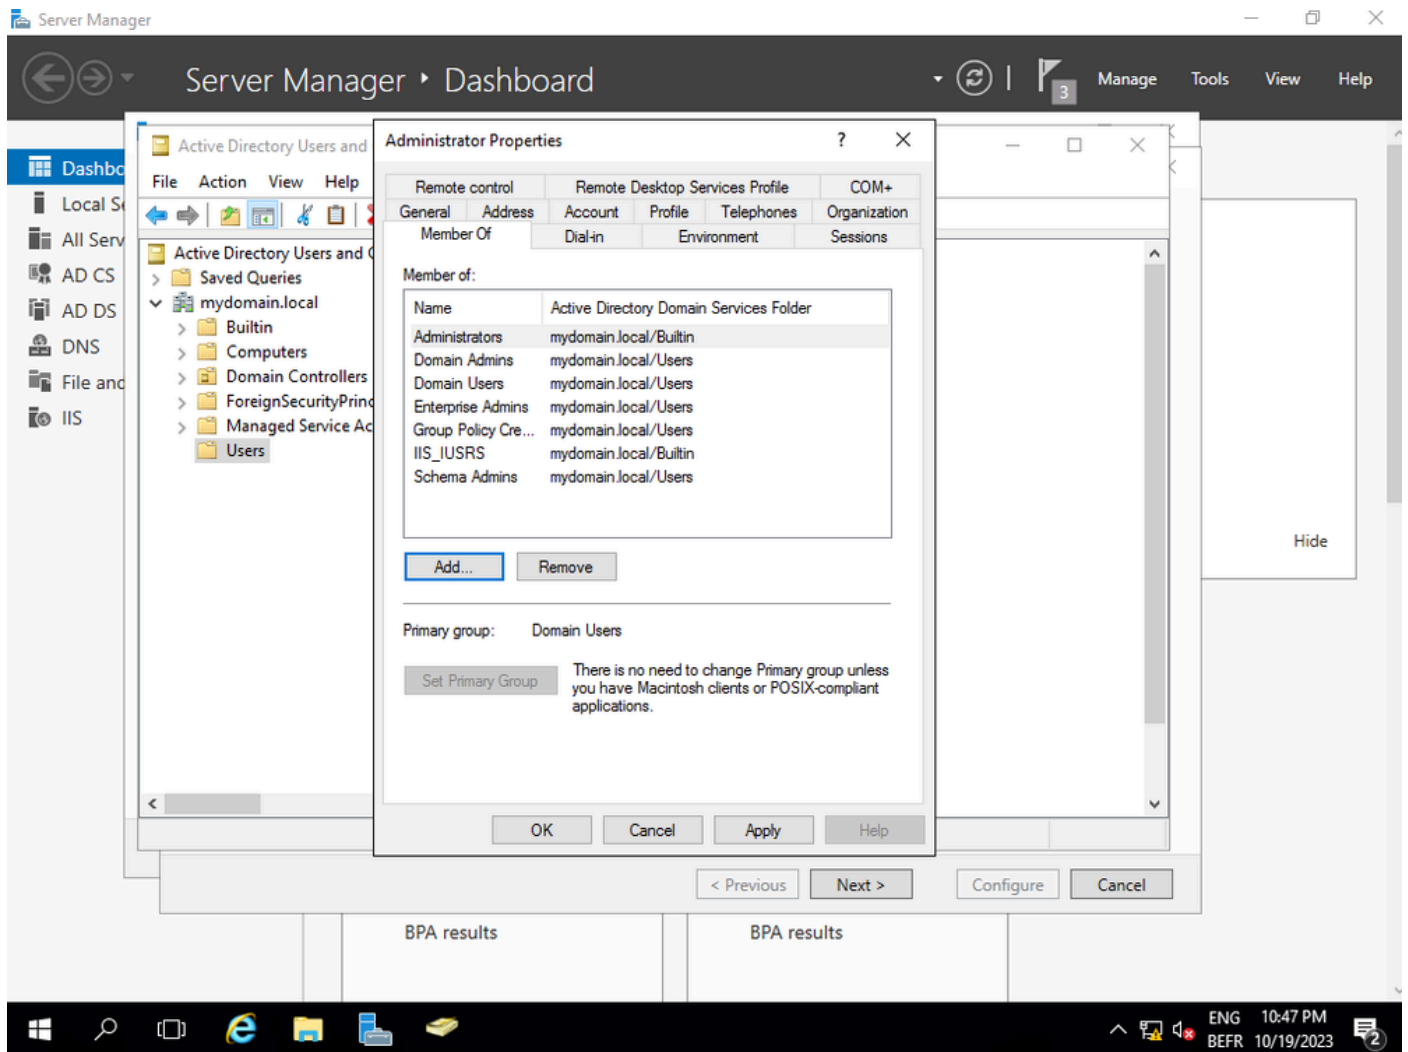 Server Manager
Server Manager ‣ Dashboard
3
Manage
Tools
View
Help
Local
All Serv
AD CS
AD DS
DNS
File and
IIS
Active Directory Users and
File Action View Help
Active Directory Users and
Saved Queries
mydomain.local
Builtin
Computers
Domain Controllers
ForeignSecurityPrinc
Managed Service Ac
Users
Administrator Properties
?
Remote control
Remote Desktop Services Profile
COM+
General
Address
Account
Profile
Telephones
Organization
Member Of
Dial-in
Environment
Sessions
Member of:
Name
Active Directory Domain Services Folder
Administrators mydomain.local/Builtin
Domain Admins mydomain.local/Users
Domain Users mydomain.local/Users
Enterprise Admins mydomain.local/Users
Group Policy Cre... mydomain.local/Users
IIS_IUSRS mydomain.local/Builtin
Schema Admins mydomain.local/Users
Add...
Remove
Primary group: Domain Users
Set Primary Group
There is no need to change Primary group unless
you have Macintosh clients or POSIX-compliant
applications.
OK
Cancel
Apply
Help
Hide
< Previous
Next >
Configure
Cancel
BPA results
BPA results
ENG
BEFR
10:47 PM
10/19/2023
2